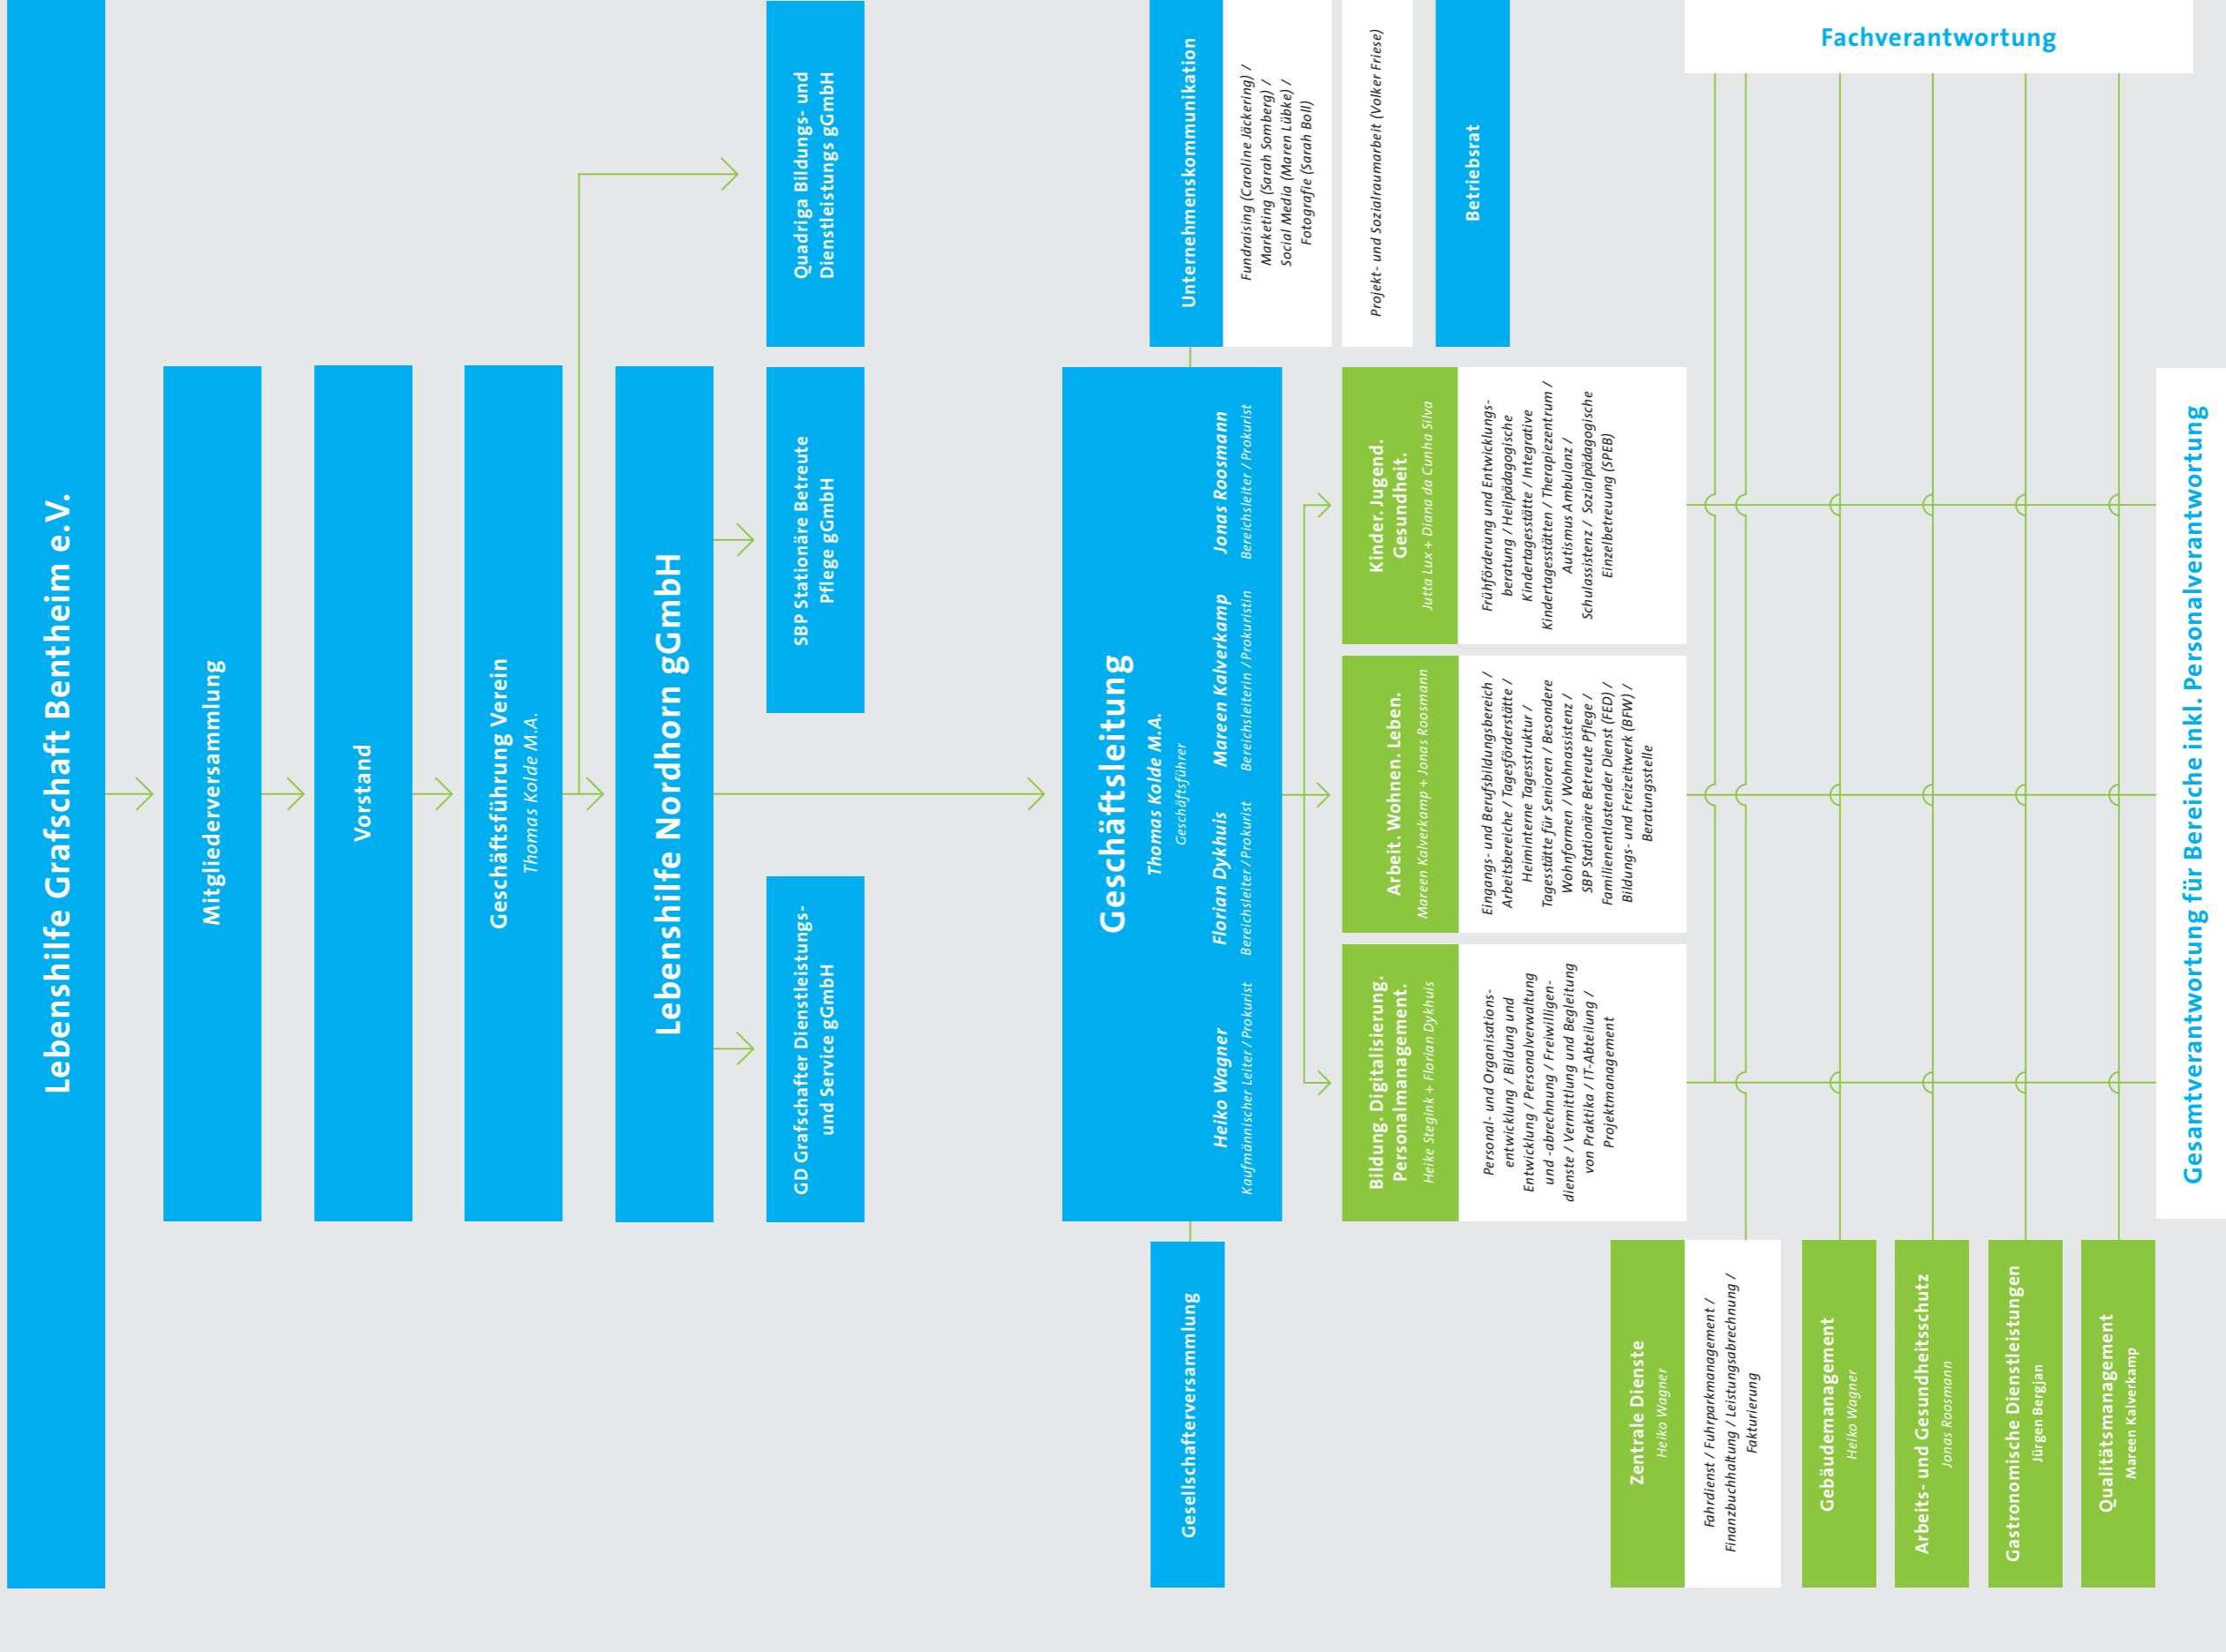 Lebenshilfe Grafschaft Bentheim e.V.
Mitgliederversammlung
Vorstand
Geschäftsführung Verein
Thomas Kolde M.A.
Lebenshilfe Nordhorn gGmbH
GD Grafschafter Dienstleistungs-
und Service gGmbH
SBP Stationäre Betreute
Pflege gGmbH
Quadriga Bildungs- und
Dienstleistungs gGmbH
Gesellschafterversammlung
Geschäftsleitung
Thomas Kolde M.A.
Geschäftsführer
Heiko Wagner
Kaufmännischer Leiter / Prokurist
Florian Dykhuis
Bereichsleiter / Prokurist
Mareen Kalverkamp
Bereichsleiterin / Prokuristin
Jonas Roosmann
Bereichsleiter / Prokurist
Unternehmenskommunikation
Fundraising (Caroline Jäckering) /
Marketing (Sarah Somberg) /
Social Media (Maren Lübke) /
Fotografie (Sarah Boll)
Projekt- und Sozialraumarbeit (Volker Friese)
Betriebsrat
Bildung. Digitalisierung.
Personalmanagement.
Heike Stegink + Florian Dykhuis
Personal- und Organisations-
entwicklung / Bildung und
Entwicklung / Personalverwaltung
und -abrechnung / Freiwilligen-
dienste / Vermittlung und Begleitung
von Praktika / IT-Abteilung /
Projektmanagement
Arbeit. Wohnen. Leben.
Mareen Kalverkamp + Jonas Roosmann
Eingangs- und Berufsbildungsbereich /
Arbeitsbereiche / Tagesförderstätte /
Heiminterne Tagesstruktur /
Tagesstätte für Senioren / Besondere
Wohnformen / Wohnassistenz /
SBP Stationäre Betreute Pflege /
Familienentlastender Dienst (FED) /
Bildungs- und Freizeitwerk (BFW) /
Beratungsstelle
Kinder. Jugend.
Gesundheit.
Jutta Lux + Diana da Cunha Silva
Frühförderung und Entwicklungs-
beratung / Heilpädagogische
Kindertagesstätte / Integrative
Kindertagesstätten / Therapiezentrum /
Autismus Ambulanz /
Schulassistenz / Sozialpädagogische
Einzelbetreuung (SPEB)
Zentrale Dienste
Heiko Wagner
Fahrdienst / Fuhrparkmanagement /
Finanzbuchhaltung / Leistungsabrechnung /
Fakturierung
Gebäudemanagement
Heiko Wagner
Arbeits- und Gesundheitsschutz
Jonas Roosmann
Gastronomische Dienstleistungen
Jürgen Bergjan
Qualitätsmanagement
Mareen Kalverkamp
Fachverantwortung
Gesamtverantwortung für Bereiche inkl. Personalverantwortung